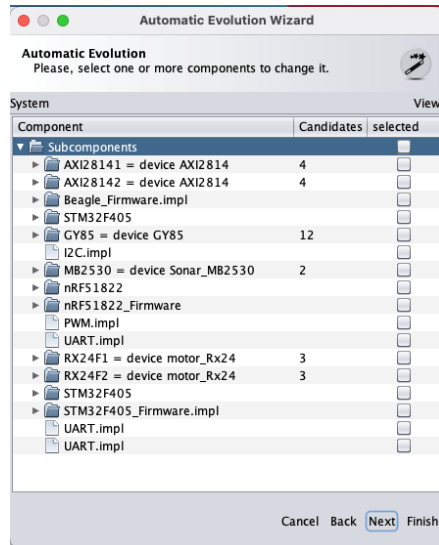 Automatic Evolution Wizard
Automatic Evolution
Please, select one or more components to change it.
System View
Component Candidates selected
Subcomponents
AXI28141 = device AXI2814 4
AXI28142 = device AXI2814 4
Beagle_Firmware.impl
STM32F405
GY85 = device GY85 12
I2C.impl
MB2530 = device Sonar_MB2530 2
nRF51822
nRF51822_Firmware
PWM.impl
UART.impl
RX24F1 = device motor_Rx24 3
RX24F2 = device motor_Rx24 3
STM32F405
STM32F405_Firmware.impl
UART.impl
UART.impl
Cancel Back Next Finish